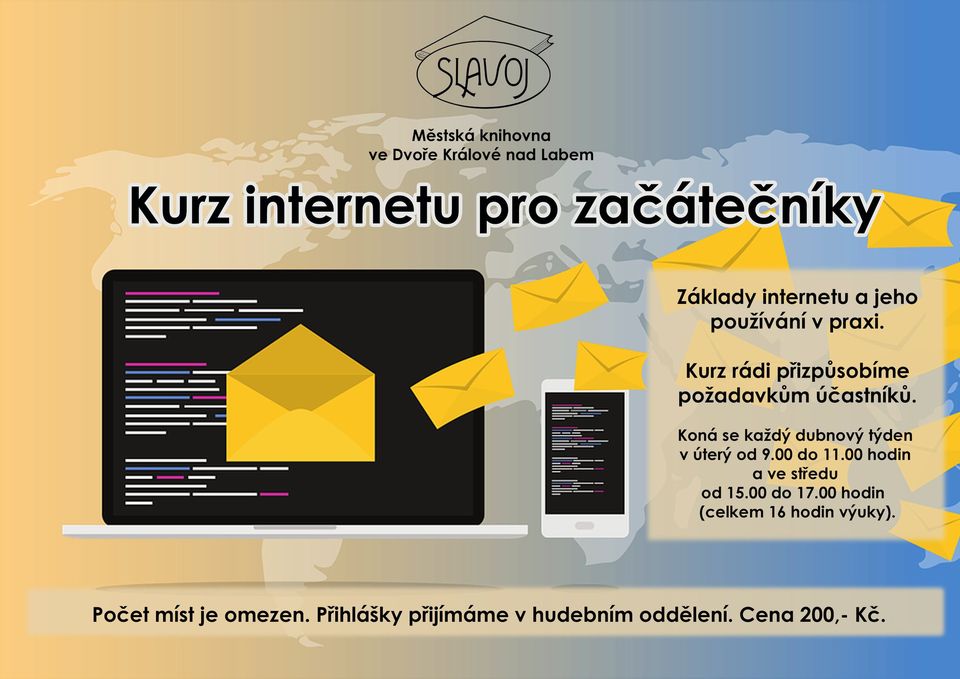 SLAVOJ
Městská knihovna
ve Dvoře Králové nad Labem
Kurz internetu pro začátečníky
Základy internetu a jeho
používání v praxi.
Kurz rádi přizpůsobíme
požadavkům účastníků.
Koná se každý dubnový týden
v úterý od 9.00 do 11.00 hodin
a ve středu
od 15.00 do 17.00 hodin
(celkem 16 hodin výuky).
Počet míst je omezen. Přihlášky přijímáme v hudebním oddělení. Cena 200,- Kč.